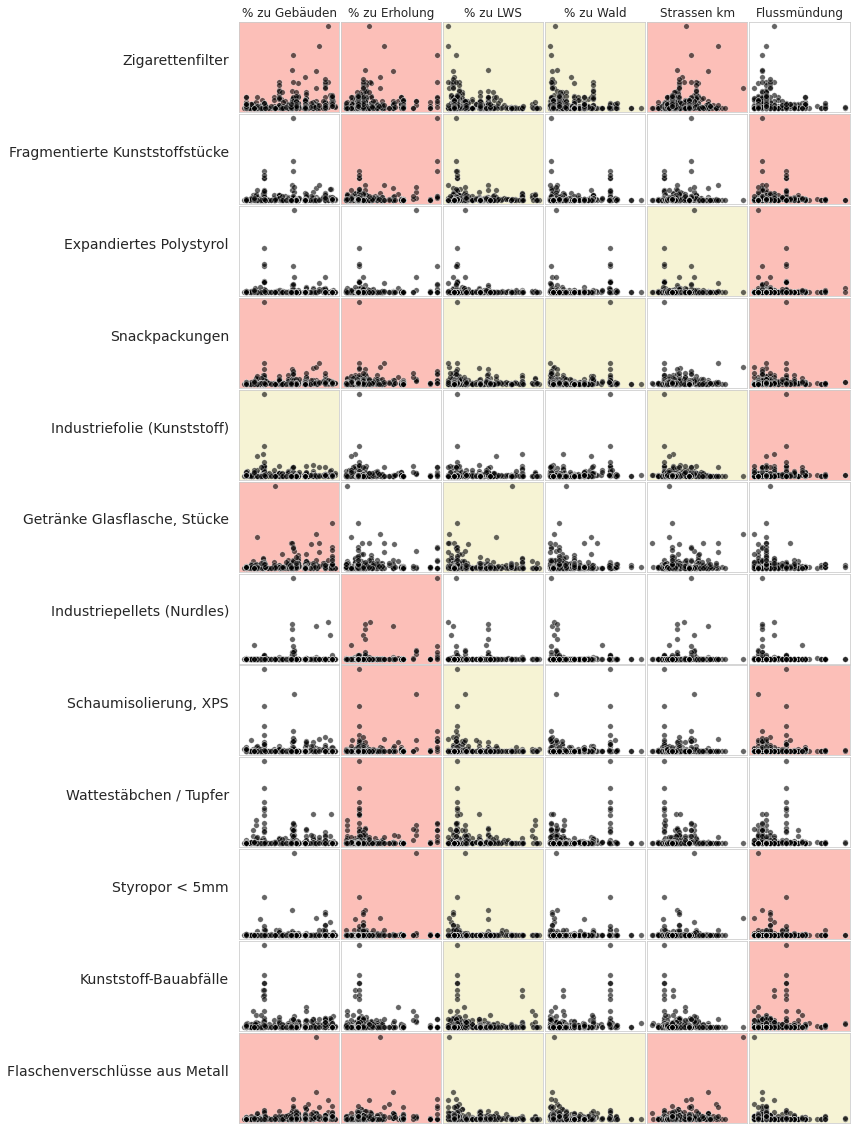 % zu Gebäuden % zu Erholung % zu LWS % zu Wald Strassen km Flussmündung
Zigarettenfilter
Fragmentierte Kunststoffstücke
Expandiertes Polystyrol
Snackpackungen
Industriefolie (Kunststoff)
Getränke Glasflasche, Stücke
Industriepellets (Nurdles)
Schaumisolierung, XPS
Wattestäbchen / Tupfer
Styropor < 5mm
Kunststoff-Bauabfälle
Flaschenverschlüsse aus Metall